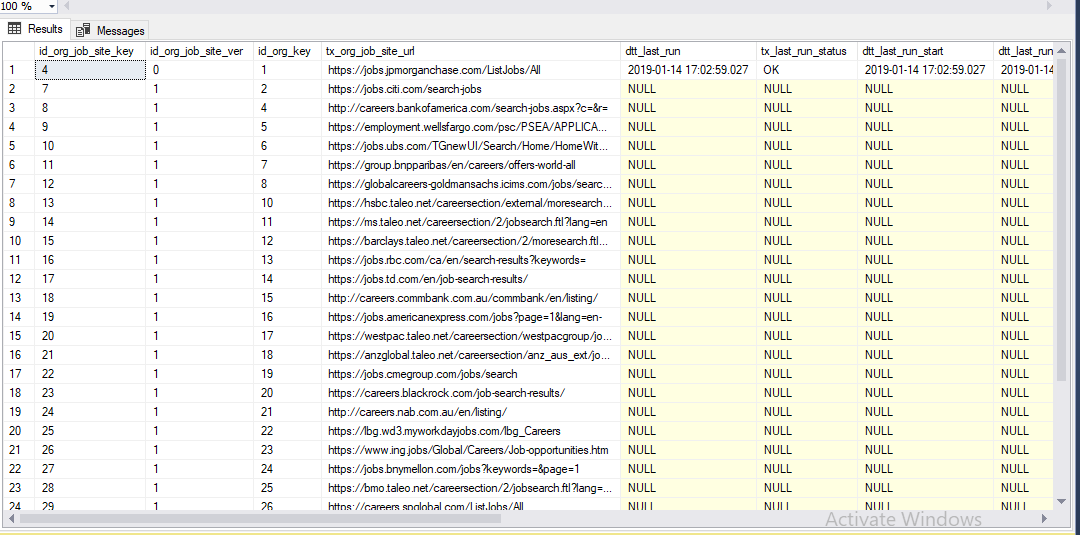 100 %
Results Messages
id_org_job_site_key id_org_job_site_ver id_org_key tx_org_job_site_url dtt_last_run tx_last_run_status dtt_last_run_start dtt_last_run
1 4 0 1 https://jobs.jpmorganchase.com/ListJobs/All 2019-01-14 17:02:59.027 OK 2019-01-14 17:02:59.027 2019-01-14
2 7 1 2 https://jobs.citi.com/search-jobs NULL NULL NULL NULL
3 8 1 4 http://careers.bankofamerica.com/search-jobs.aspx?c=&r= NULL NULL NULL NULL
4 9 1 5 https://employment.wellsfargo.com/psc/PSEA/APPLICA... NULL NULL NULL NULL
5 10 1 6 https://jobs.ubs.com/TGnewUI/Search/Home/HomeWit... NULL NULL NULL NULL
6 11 1 7 https://group.bnpparibas/en/careers/offers-world-all NULL NULL NULL NULL
7 12 1 8 https://globalcareers-goldmansachs.icims.com/jobs/searc... NULL NULL NULL NULL
8 13 1 10 https://hsbc.taleo.net/careersection/external/moresearch... NULL NULL NULL NULL
9 14 1 11 https://ms.taleo.net/careersection/2/jobsearch.ftl?lang=en NULL NULL NULL NULL
10 15 1 12 https://barclays.taleo.net/careersection/2/moresearch.ftl... NULL NULL NULL NULL
11 16 1 13 https://jobs.rbc.com/ca/en/search-results?keywords= NULL NULL NULL NULL
12 17 1 14 https://jobs.td.com/en/job-search-results/ NULL NULL NULL NULL
13 18 1 15 http://careers.commbank.com.au/commbank/en/listing/ NULL NULL NULL NULL
14 19 1 16 https://jobs.americanexpress.com/jobs?page=1&lang=en- NULL NULL NULL NULL
15 20 1 17 https://westpac.taleo.net/careersection/westpacgroup/jo... NULL NULL NULL NULL
16 21 1 18 https://anzglobal.taleo.net/careersection/anz_aus_ext/jo... NULL NULL NULL NULL
17 22 1 19 https://jobs.cmegroup.com/jobs/search NULL NULL NULL NULL
18 23 1 20 https://careers.blackrock.com/job-search-results/ NULL NULL NULL NULL
19 24 1 21 http://careers.nab.com.au/en/listing/ NULL NULL NULL NULL
20 25 1 22 https://lbg.wd3.myworkdayjobs.com/lbg_Careers NULL NULL NULL NULL
21 26 1 23 https://www.ing.jobs/Global/Careers/Job-opportunities.htm NULL NULL NULL NULL
22 27 1 24 https://jobs.bnymellon.com/jobs?keywords=&page=1 NULL NULL NULL NULL
23 28 1 25 https://bmo.taleo.net/careersection/2/jobsearch.ftl?lang=... NULL NULL NULL NULL
24 29 1 26 https://careers.spglobal.com/ListJobs/All NULL NULL NULL NULL
Activate Windows